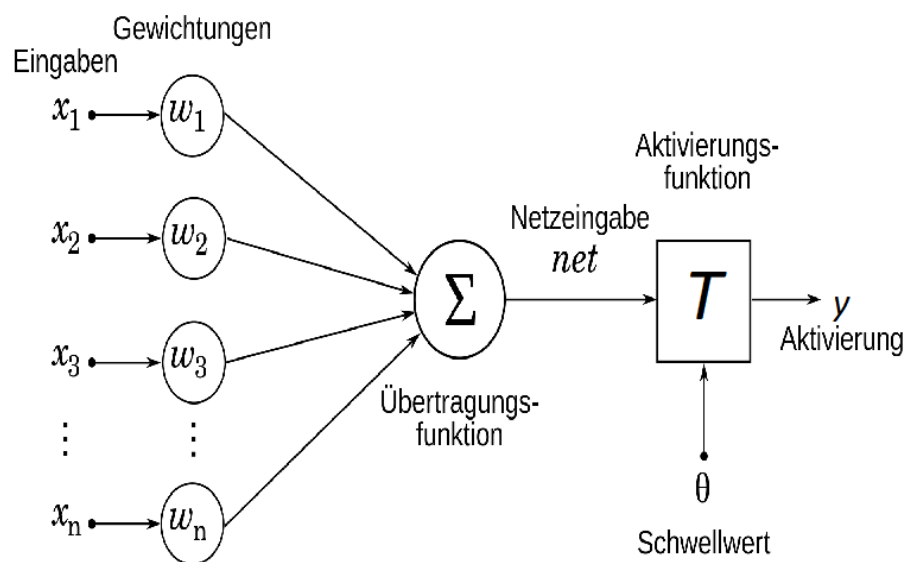 Gewichtungen
Eingaben
x1 w1
x2 w2
x3 w3
⋮ ⋮
xn wn
Σ
Übertragungs-
funktion
Netzeingabe
net
Aktivierungs-
funktion
T
y
Aktivierung
θ
Schwellwert